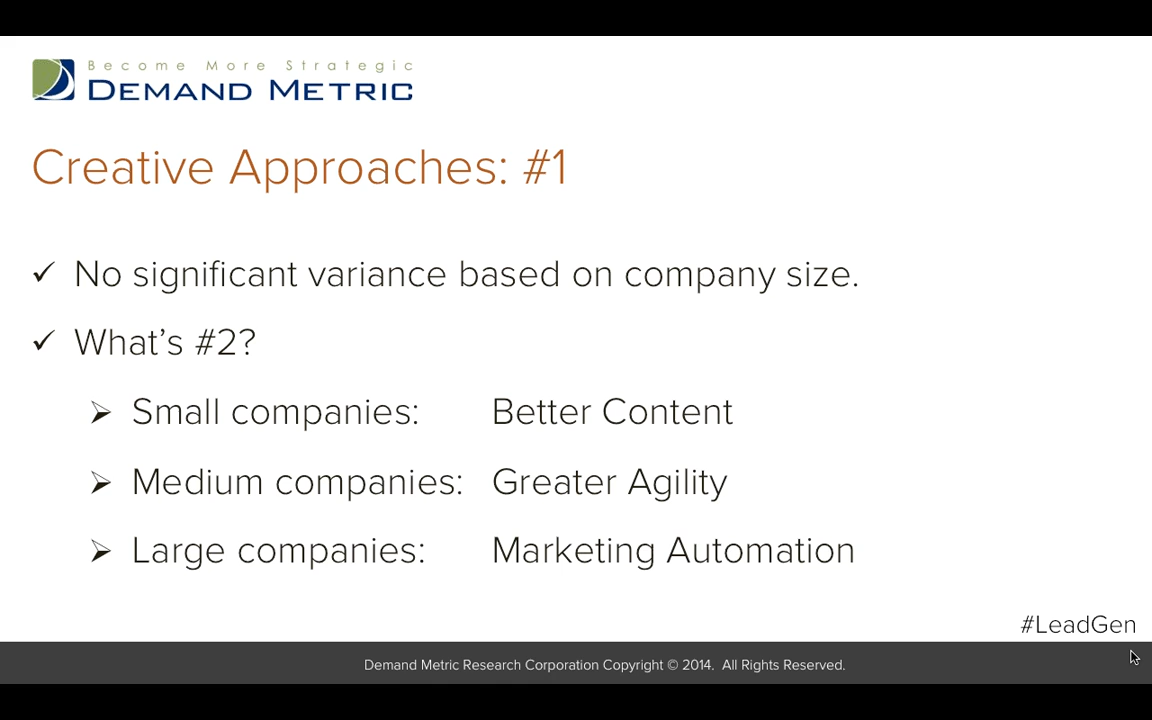 Become More Strategic
DEMAND METRIC
Creative Approaches: #1
✓ No significant variance based on company size.
✓ What's #2?
➢ Small companies: Better Content
➢ Medium companies: Greater Agility
➢ Large companies: Marketing Automation
#LeadGen
Demand Metric Research Corporation Copyright © 2014. All Rights Reserved.